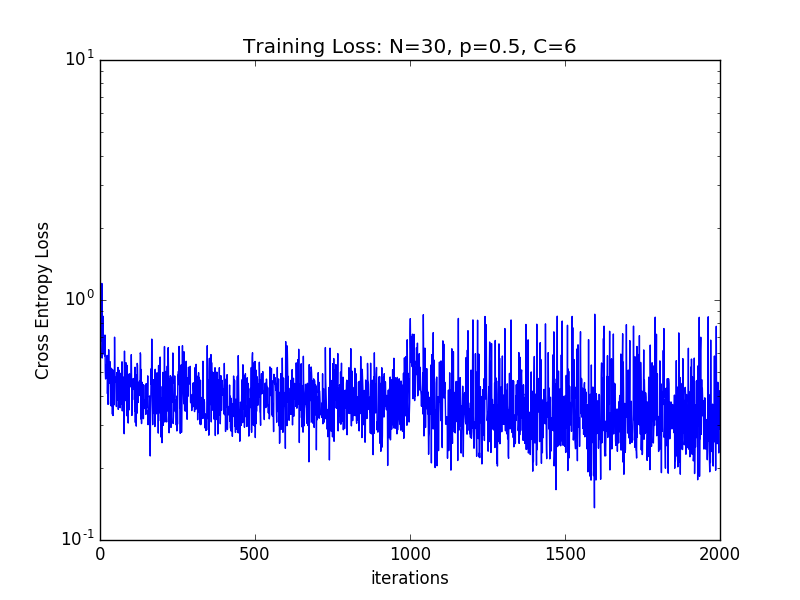 Training Loss: N=30, p=0.5, C=6
10^1
10^0
10^-1
Cross Entropy Loss
0 500 1000 1500 2000
iterations